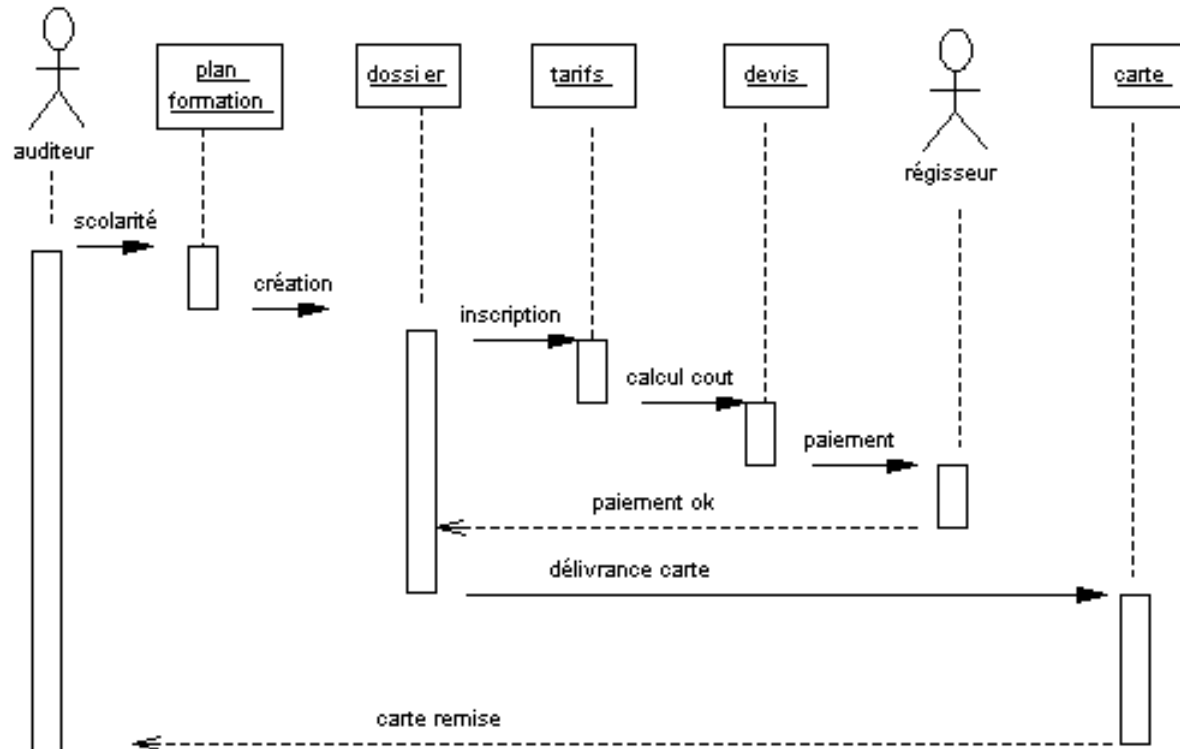 plan
formation
dossier
tarifs
devis
carte
auditeur
régisseur
scolarité
création
inscription
calcul cout
paiement
paiement ok
délivrance carte
carte remise